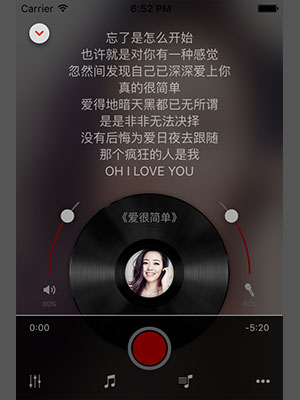 Carrier
忘了是怎么开始
也许就是对你有一种感觉
忽然间发现自己已深深爱上你
真的很简单
爱得地暗天黑都已无所谓
是是非非无法决择
没有后悔为爱日夜去跟随
那个疯狂的人是我
OH I LOVE YOU
《爱很简单》
80% 80%
0:00 -5:20